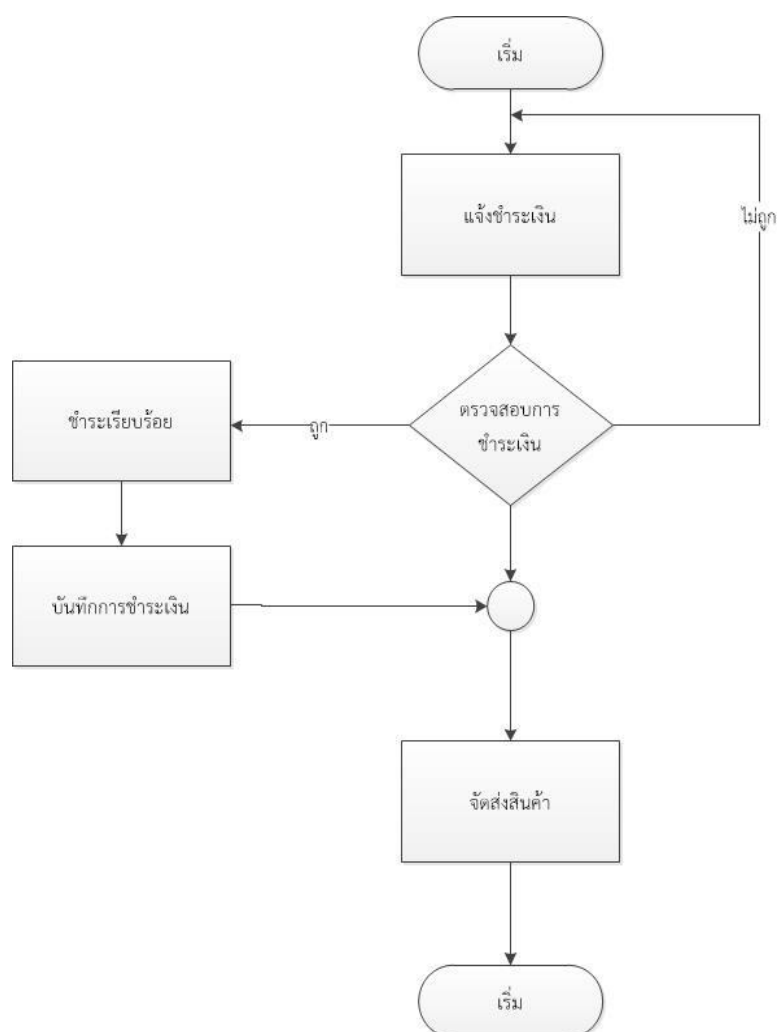 เริ่ม
แจ้งชำระเงิน
ไม่ถูก
ตรวจสอบการ
ชำระเงิน
ถูก
ชำระเรียบร้อย
บันทึกการชำระเงิน
จัดส่งสินค้า
เริ่ม